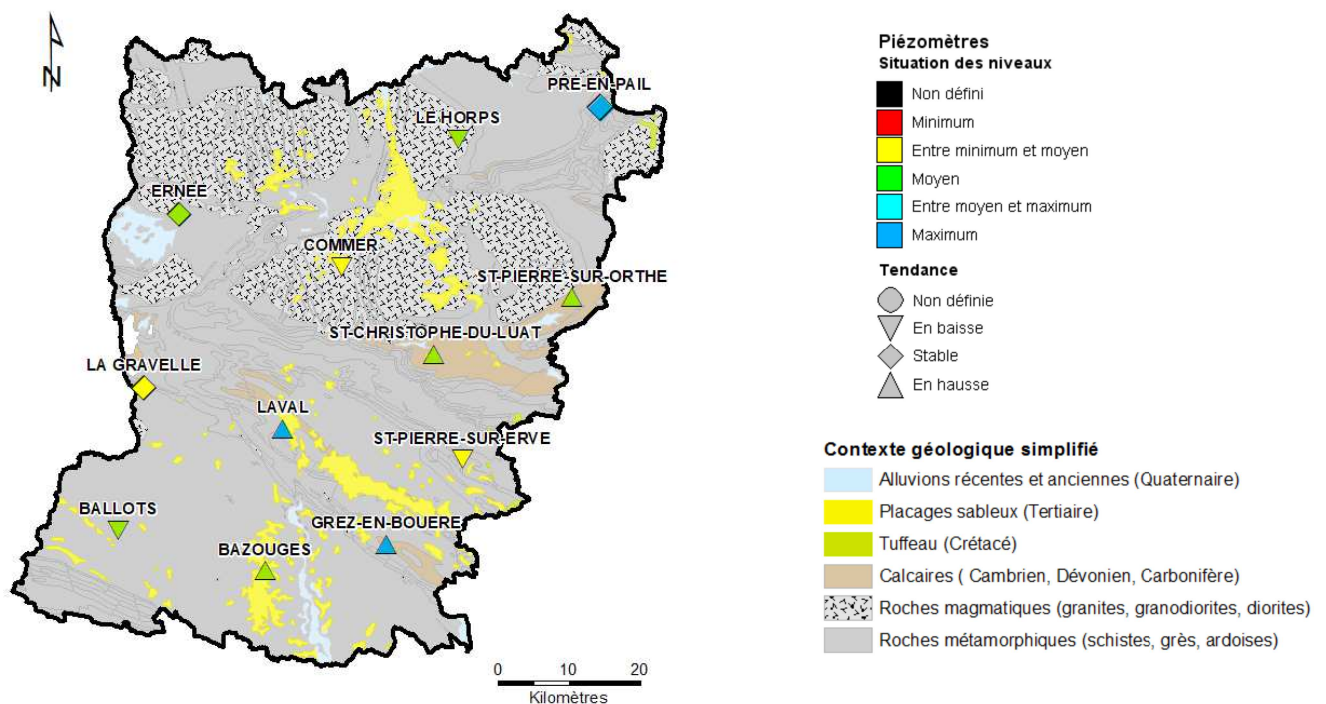 N
PRE-EN-PAIL
LE HORPS
ERNEE
COMMER
ST-PIERRE-SUR-ORTHE
ST-CHRISTOPHE-DU-LUAT
LA GRAVELLE
LAVAL
ST-PIERRE-SUR-ERVE
BALLOTS
GREZ-EN-BOUERE
BAZOUGES
0 10 20
Kilomètres
Piézomètres
Situation des niveaux
Non défini
Minimum
Entre minimum et moyen
Moyen
Entre moyen et maximum
Maximum
Tendance
Non définie
En baisse
Stable
En hausse
Contexte géologique simplifié
Alluvions récentes et anciennes (Quaternaire)
Placages sableux (Tertiaire)
Tuffeau (Crétacé)
Calcaires ( Cambrien, Dévonien, Carbonifère)
Roches magmatiques (granites, granodiorites, diorites)
Roches métamorphiques (schistes, grès, ardoises)